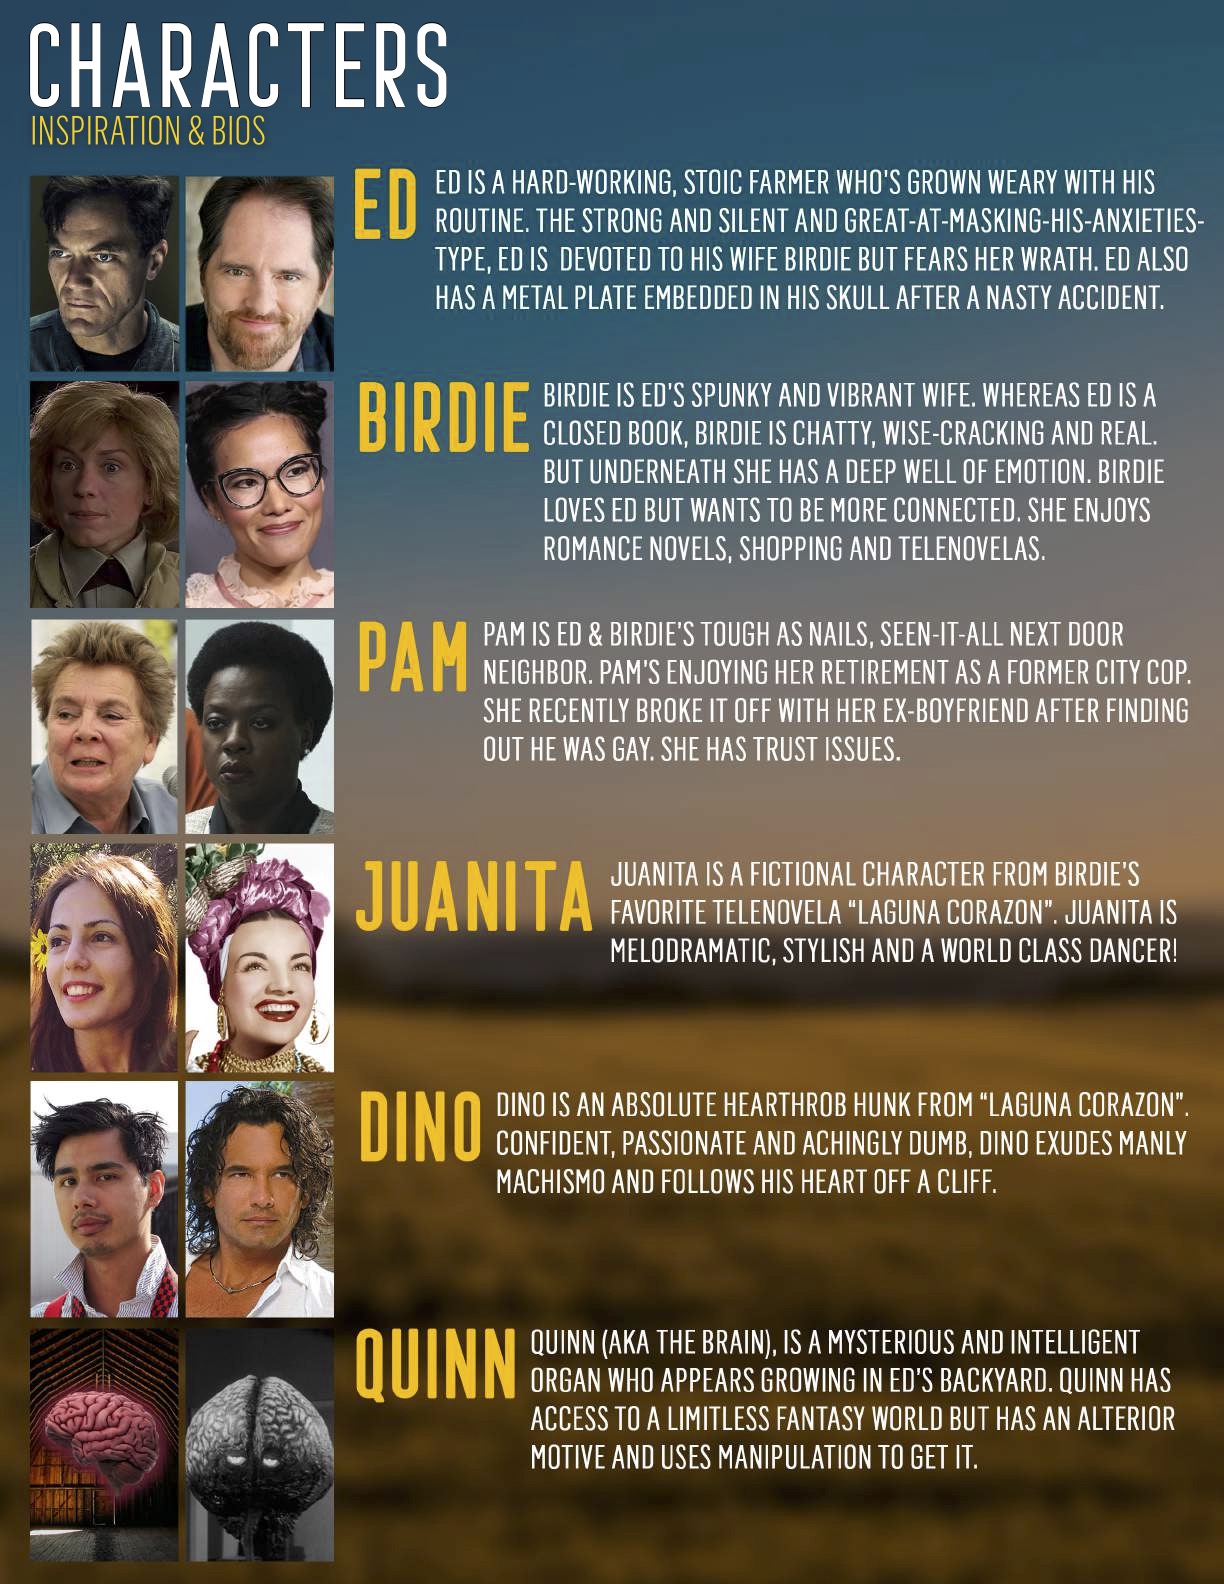 CHARACTERS
INSPIRATION & BIOS
ED
ED IS A HARD-WORKING, STOIC FARMER WHO'S GROWN WEARY WITH HIS
ROUTINE. THE STRONG AND SILENT AND GREAT-AT-MASKING-HIS-ANXIETIES-
TYPE, ED IS DEVOTED TO HIS WIFE BIRDIE BUT FEARS HER WRATH. ED ALSO
HAS A METAL PLATE EMBEDDED IN HIS SKULL AFTER A NASTY ACCIDENT.
BIRDIE
BIRDIE IS ED'S SPUNKY AND VIBRANT WIFE. WHEREAS ED IS A
CLOSED BOOK, BIRDIE IS CHATTY, WISE-CRACKING AND REAL.
BUT UNDERNEATH SHE HAS A DEEP WELL OF EMOTION. BIRDIE
LOVES ED BUT WANTS TO BE MORE CONNECTED. SHE ENJOYS
ROMANCE NOVELS, SHOPPING AND TELENOVELAS.
PAM
PAM IS ED & BIRDIE'S TOUGH AS NAILS, SEEN-IT-ALL NEXT DOOR
NEIGHBOR. PAM'S ENJOYING HER RETIREMENT AS A FORMER CITY COP.
SHE RECENTLY BROKE IT OFF WITH HER EX-BOYFRIEND AFTER FINDING
OUT HE WAS GAY. SHE HAS TRUST ISSUES.
JUANITA
JUANITA IS A FICTIONAL CHARACTER FROM BIRDIE'S
FAVORITE TELENOVELA “LAGUNA CORAZON”. JUANITA IS
MELODRAMATIC, STYLISH AND A WORLD CLASS DANCER!
DINO
DINO IS AN ABSOLUTE HEARTHROB HUNK FROM “LAGUNA CORAZON”.
CONFIDENT, PASSIONATE AND ACHINGLY DUMB, DINO EXUDES MANLY
MACHISMO AND FOLLOWS HIS HEART OFF A CLIFF.
QUINN
QUINN (AKA THE BRAIN), IS A MYSTERIOUS AND INTELLIGENT
ORGAN WHO APPEARS GROWING IN ED'S BACKYARD. QUINN HAS
ACCESS TO A LIMITLESS FANTASY WORLD BUT HAS AN ALTERIOR
MOTIVE AND USES MANIPULATION TO GET IT.